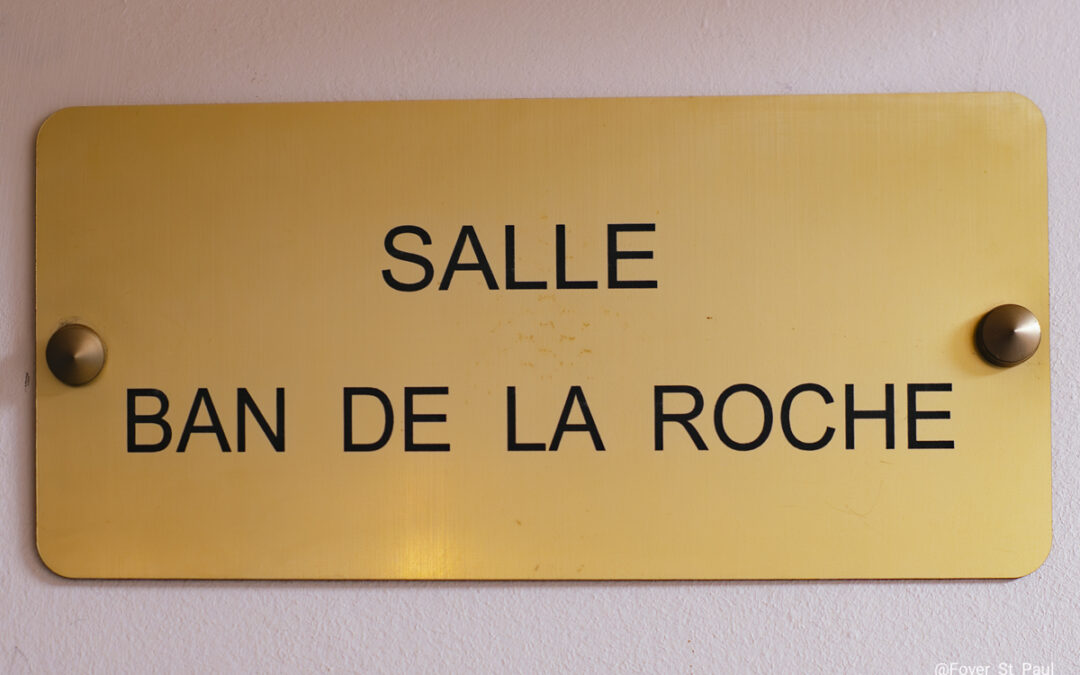 SALLE
BAN DE LA ROCHE
@Foyer_St_Paul